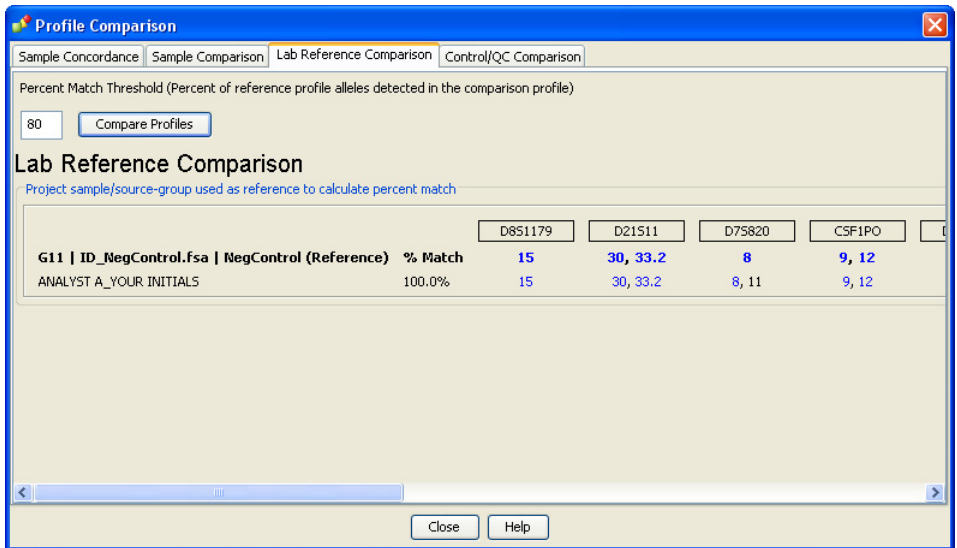 Profile Comparison
Sample Concordance Sample Comparison Lab Reference Comparison Control/QC Comparison
Percent Match Threshold (Percent of reference profile alleles detected in the comparison profile)
80 Compare Profiles
Lab Reference Comparison
Project sample/source-group used as reference to calculate percent match
D8S1179 D21S11 D7S820 CSF1PO
G11 | ID_NegControl.fsa | NegControl (Reference) % Match 15 30, 33.2 8 9, 12
ANALYST A_YOUR INITIALS 100.0% 15 30, 33.2 8, 11 9, 12
Close Help